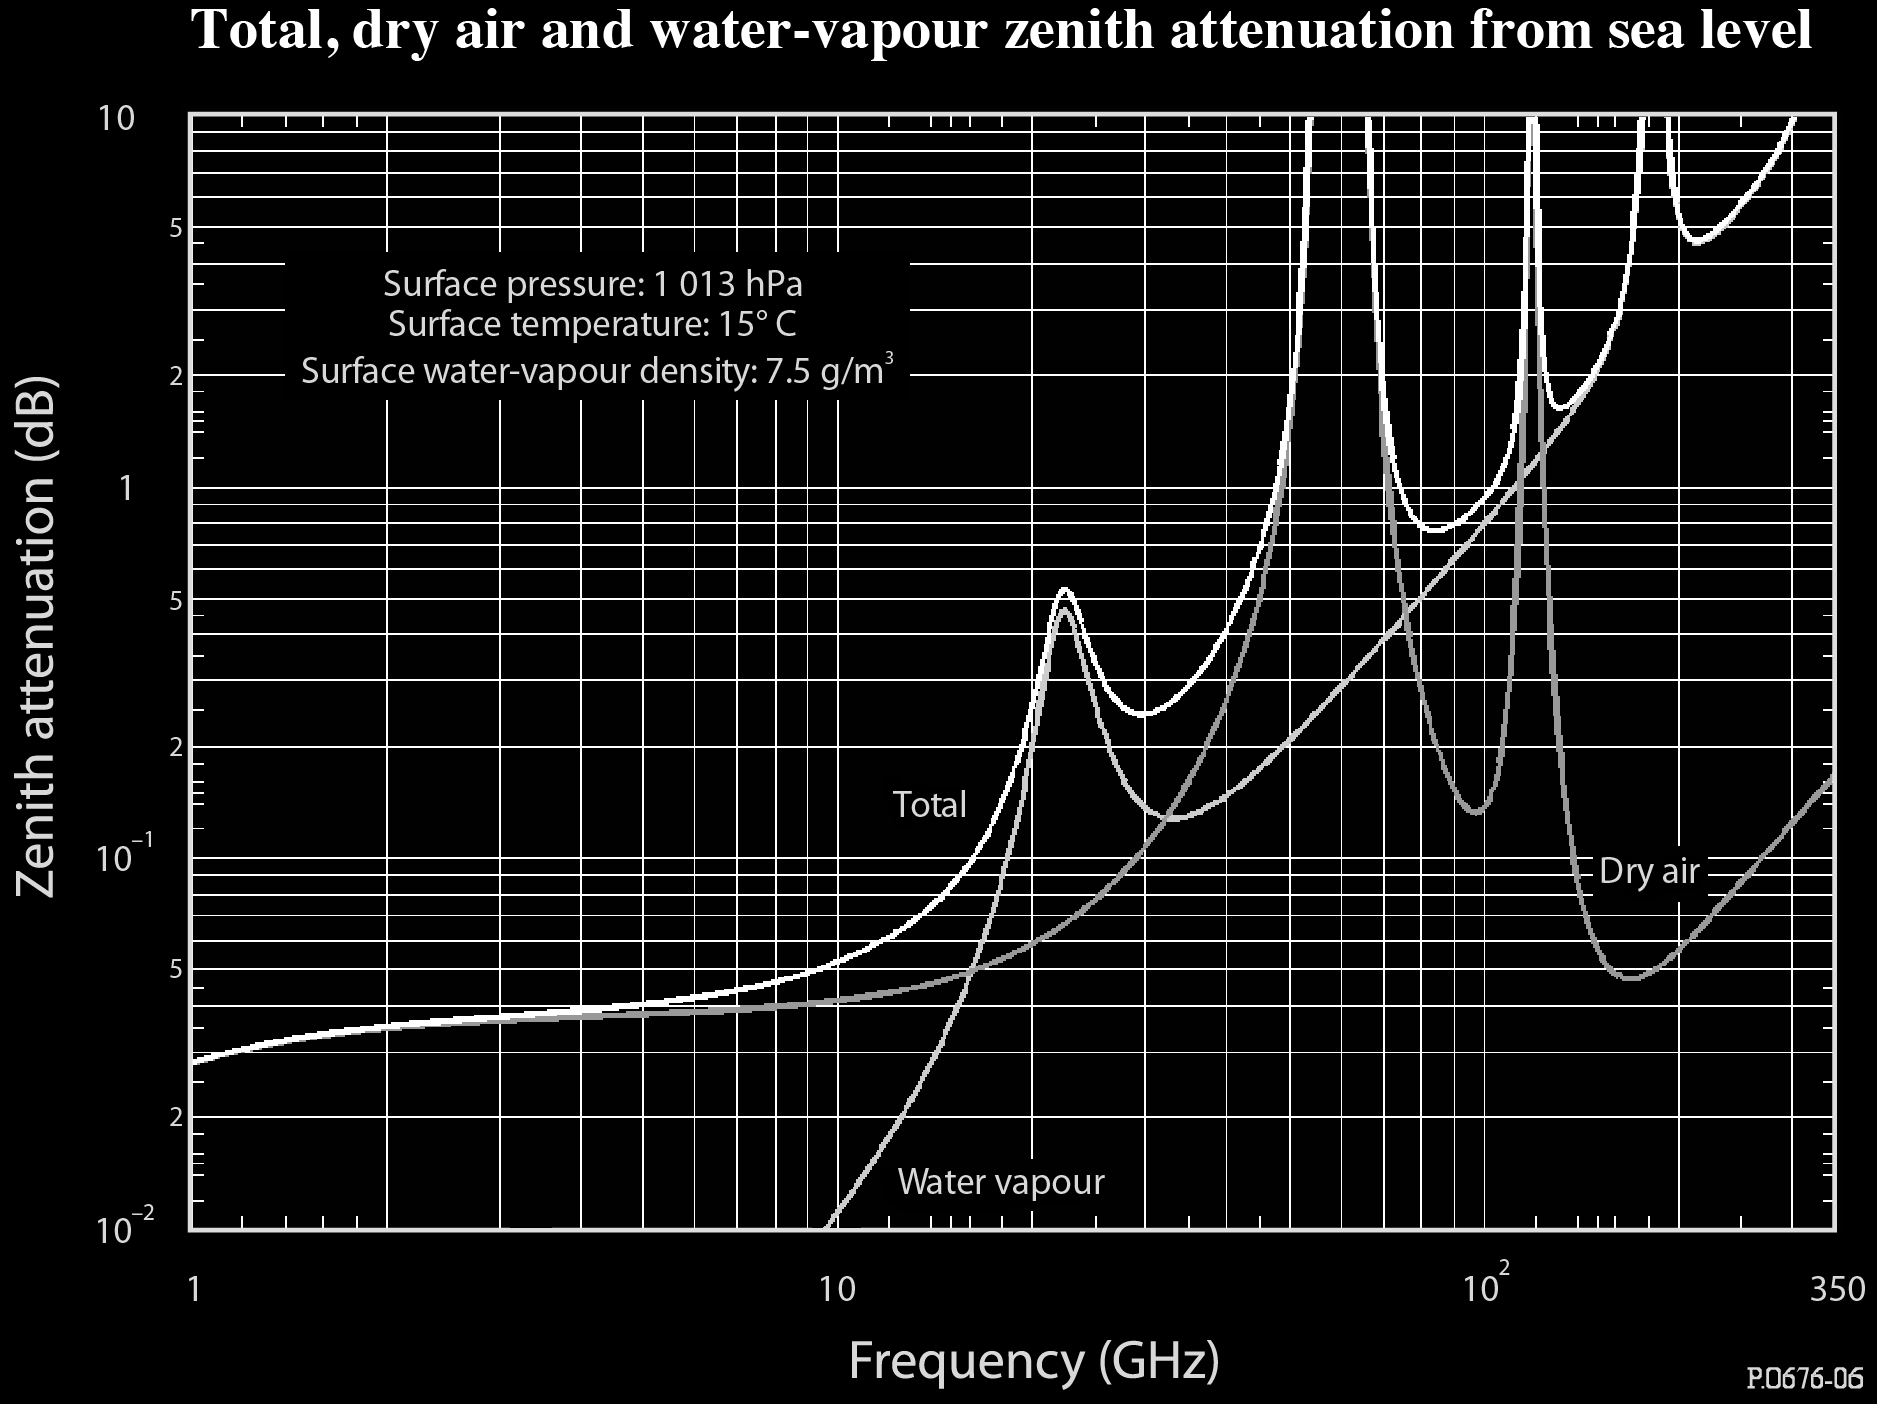 Total, dry air and water-vapour zenith attenuation from sea level
10
5
Surface pressure: 1 013 hPa
Surface temperature: 15° C
Surface water-vapour density: 7.5 g/m³
2
Zenith attenuation (dB)
1
5
2
Total
10⁻¹
Dry air
5
2
Water vapour
10⁻²
1 10 10² 350
Frequency (GHz)
P.0676-06